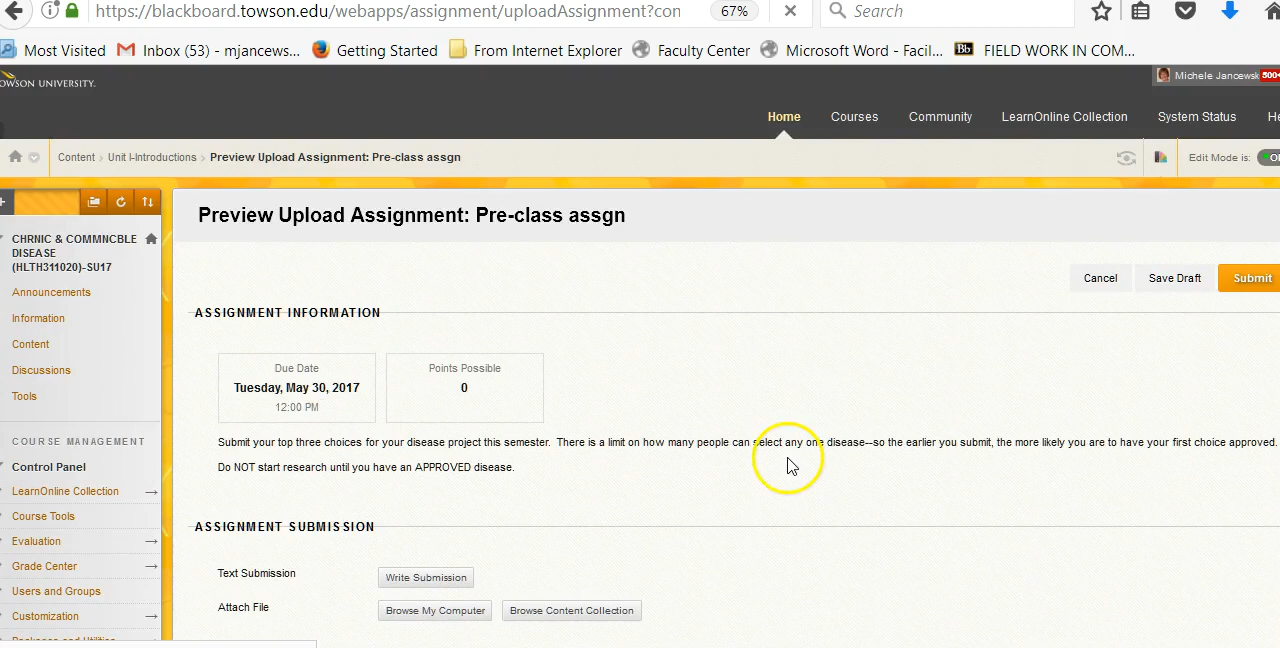 https://blackboard.towson.edu/webapps/assignment/uploadAssignment?con 67% Search
Most Visited Inbox (53) - mjancews... Getting Started From Internet Explorer Faculty Center Microsoft Word - Facil... Bb FIELD WORK IN COM...
OWSON UNIVERSITY. Michele Jancewsk 500+
Home Courses Community LearnOnline Collection System Status He
Content Unit I-Introductions Preview Upload Assignment: Pre-class assgn Edit Mode is:
Preview Upload Assignment: Pre-class assgn
CHRNIC & COMMNCBLE
DISEASE
(HLTH311020)-SU17
Announcements
Information
Content
Discussions
Tools
COURSE MANAGEMENT
Control Panel
LearnOnline Collection
Course Tools
Evaluation
Grade Center
Users and Groups
Customization
Cancel Save Draft Submit
ASSIGNMENT INFORMATION
Due Date
Tuesday, May 30, 2017
12:00 PM
Points Possible
0
Submit your top three choices for your disease project this semester. There is a limit on how many people can select any one disease--so the earlier you submit, the more likely you are to have your first choice approved.
Do NOT start research until you have an APPROVED disease.
ASSIGNMENT SUBMISSION
Text Submission Write Submission
Attach File Browse My Computer Browse Content Collection